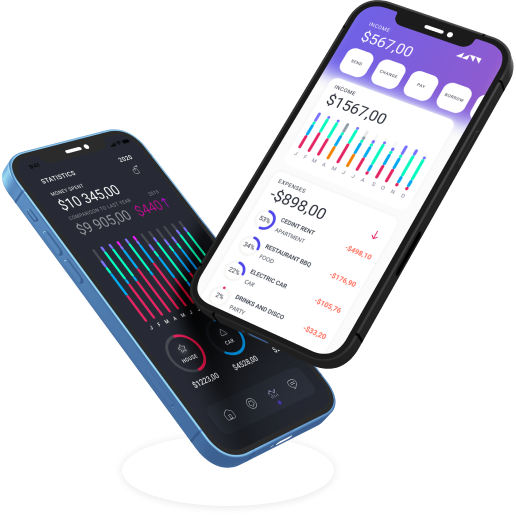 INCOME
$567,00
SEND
CHANGE
PAY
BORROW
INCOME
$1567,00
J F M A M J J A S O N D
EXPENSES
-$898,00
53%
CEDINT RENT
APARTMENT
-$498,10
34%
RESTAURANT BBQ
FOOD
-$176,90
22%
ELECTRIC CAR
CAR
-$105,76
2%
DRINKS AND DISCO
PARTY
-$33,20
STATISTICS
2020
MONEY SPENT
$10 345,00
COMPARISON TO LAST YEAR
2019
$9 905,00
$440
J F M A M J
HOUSE
CAR
$1223,00
$4528,00